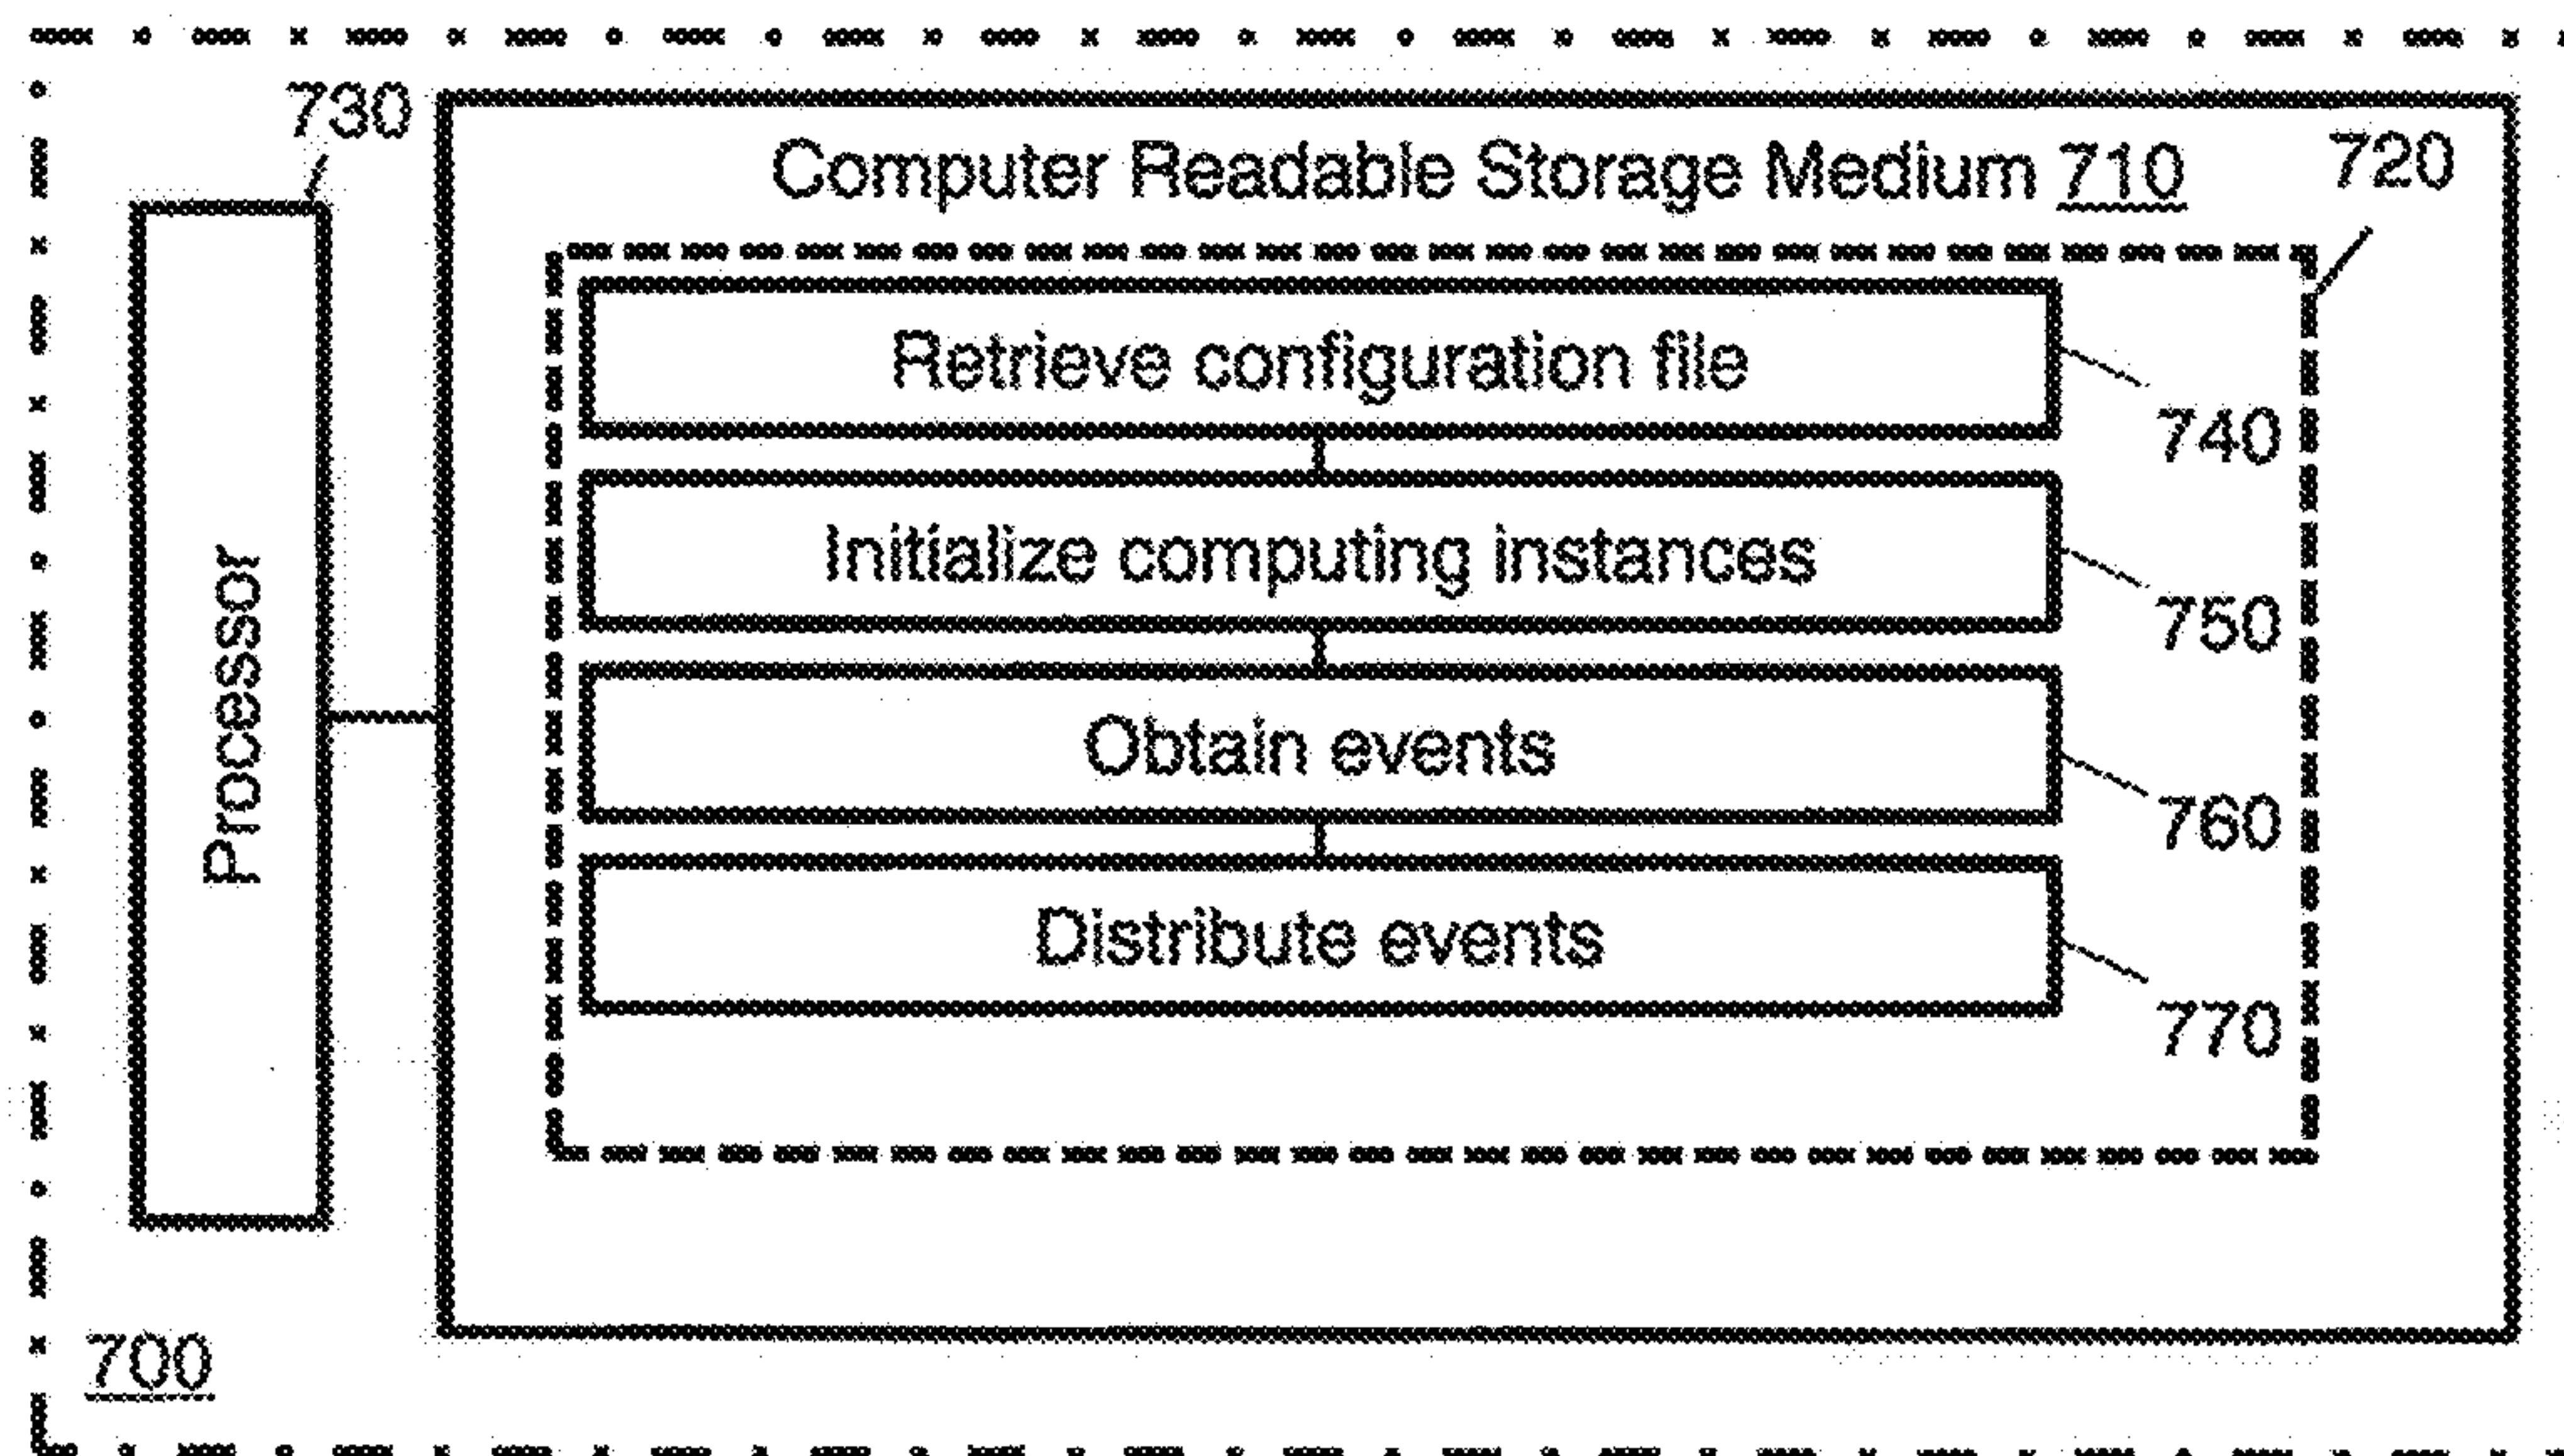 730
Computer Readable Storage Medium 710
720
Retrieve configuration file
740
Initialize computing instances
750
Obtain events
760
Distribute events
770
Processor
700